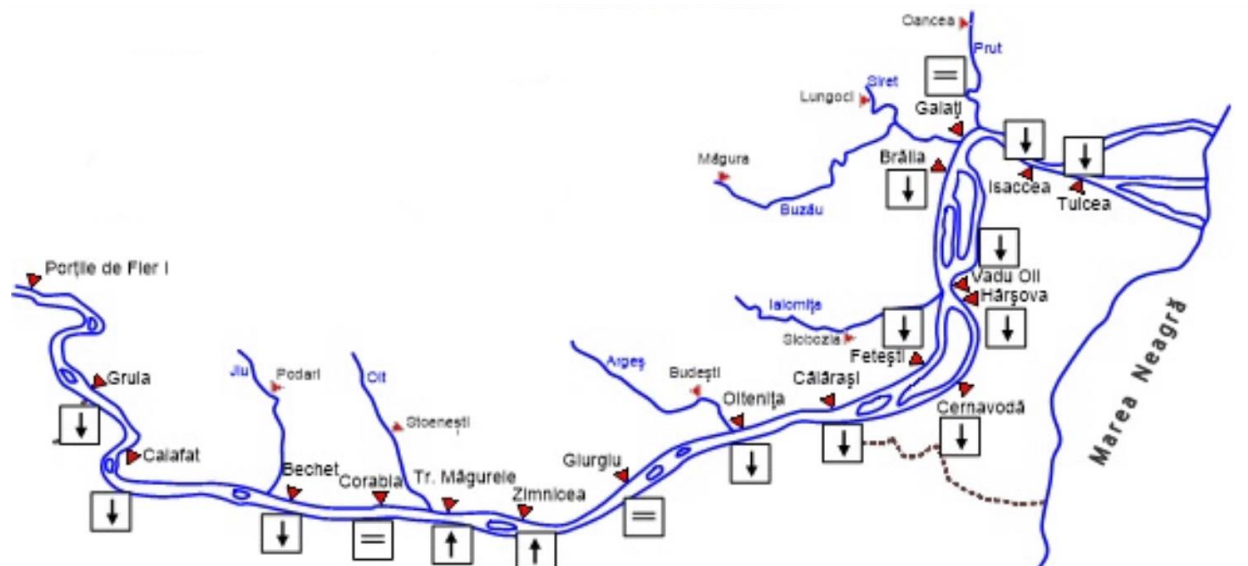 Oancea
Prut
Siret
Lungoci
Galați
Măgura
Brăila
Isaccea
Buzău
Tulcea
Porțile de Fier I
Vadu Oii
Ialomița
Hârșova
Slobozia
Marea Neagră
Argeș
Fetești
Jiu
Podari
Olt
Budești
Călărași
Gruia
Oltenița
Cernavodă
Stoenești
Calafat
Giurgiu
Bechet
Corabia
Tr. Măgurele
Zimnicea